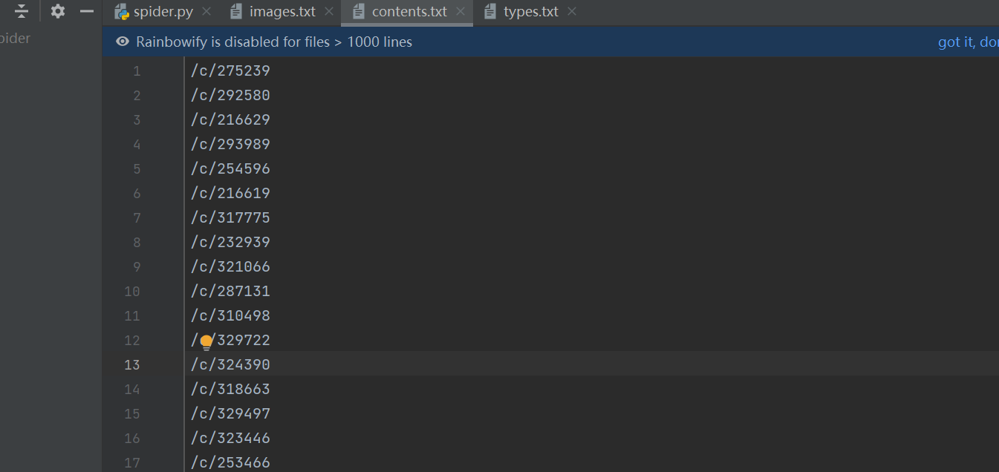 spider.py images.txt contents.txt types.txt
pider
Rainbowify is disabled for files > 1000 lines got it, do
1 /c/275239
2 /c/292580
3 /c/216629
4 /c/293989
5 /c/254596
6 /c/216619
7 /c/317775
8 /c/232939
9 /c/321066
10 /c/287131
11 /c/310498
12 / /329722
13 /c/324390
14 /c/318663
15 /c/329497
16 /c/323446
17 /c/253466